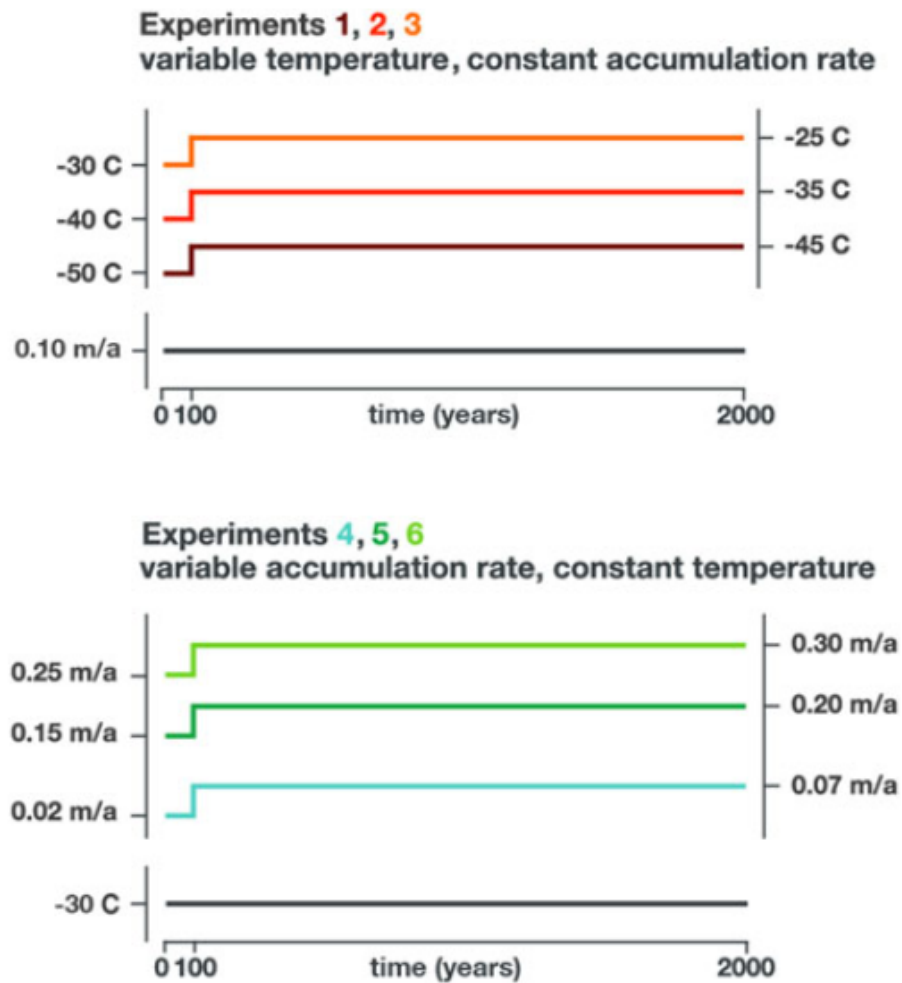 Experiments 1, 2, 3
variable temperature, constant accumulation rate
-30 C
-25 C
-40 C
-35 C
-50 C
-45 C
0.10 m/a
0 100 time (years) 2000
Experiments 4, 5, 6
variable accumulation rate, constant temperature
0.25 m/a
0.30 m/a
0.15 m/a
0.20 m/a
0.02 m/a
0.07 m/a
-30 C
0 100 time (years) 2000